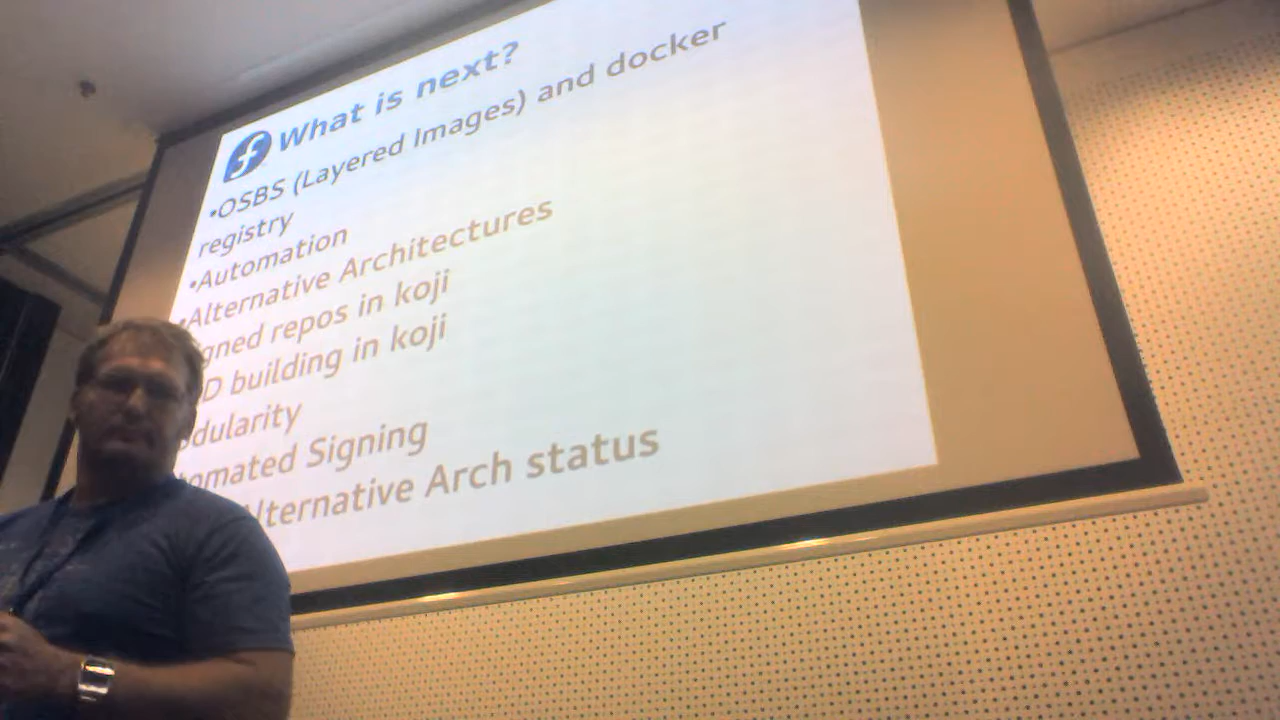 What is next?
•OSBS (Layered Images) and docker
registry
•Automation
•Alternative Architectures
gned repos in koji
D building in koji
dularity
omated Signing
lternative Arch status